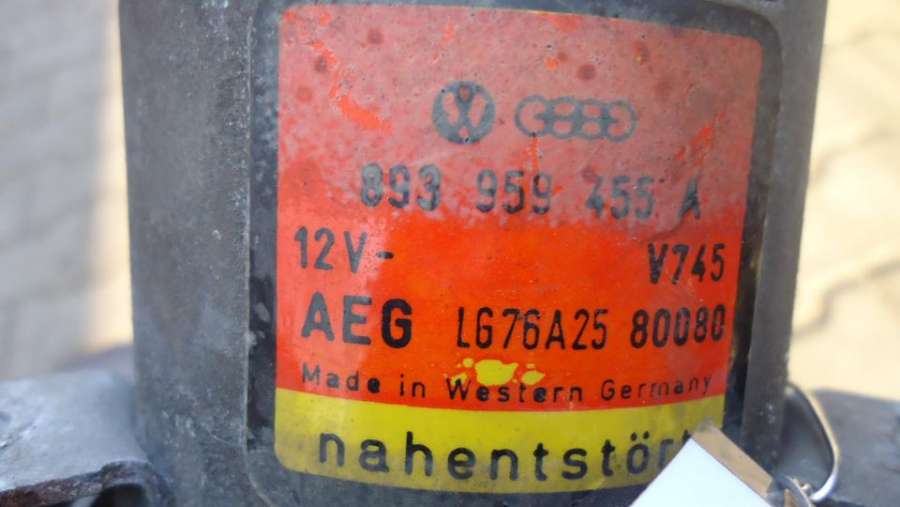 893 959 455 A
12V- V745
AEG LG76A25 80080
Made in Western Germany
nahentstört